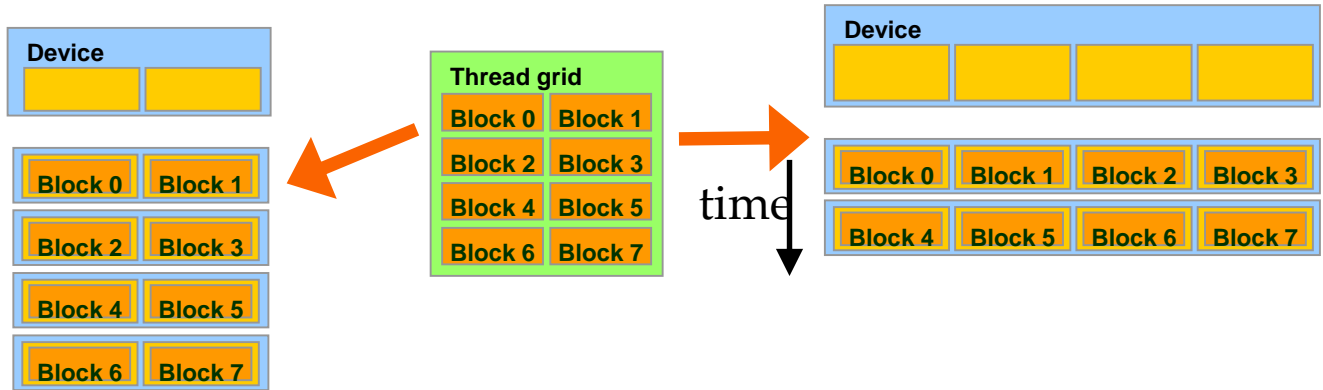 Device
Block 0 Block 1
Block 2 Block 3
Block 4 Block 5
Block 6 Block 7
Thread grid
Block 0 Block 1
Block 2 Block 3
Block 4 Block 5
Block 6 Block 7
time
Device
Block 0 Block 1 Block 2 Block 3
Block 4 Block 5 Block 6 Block 7